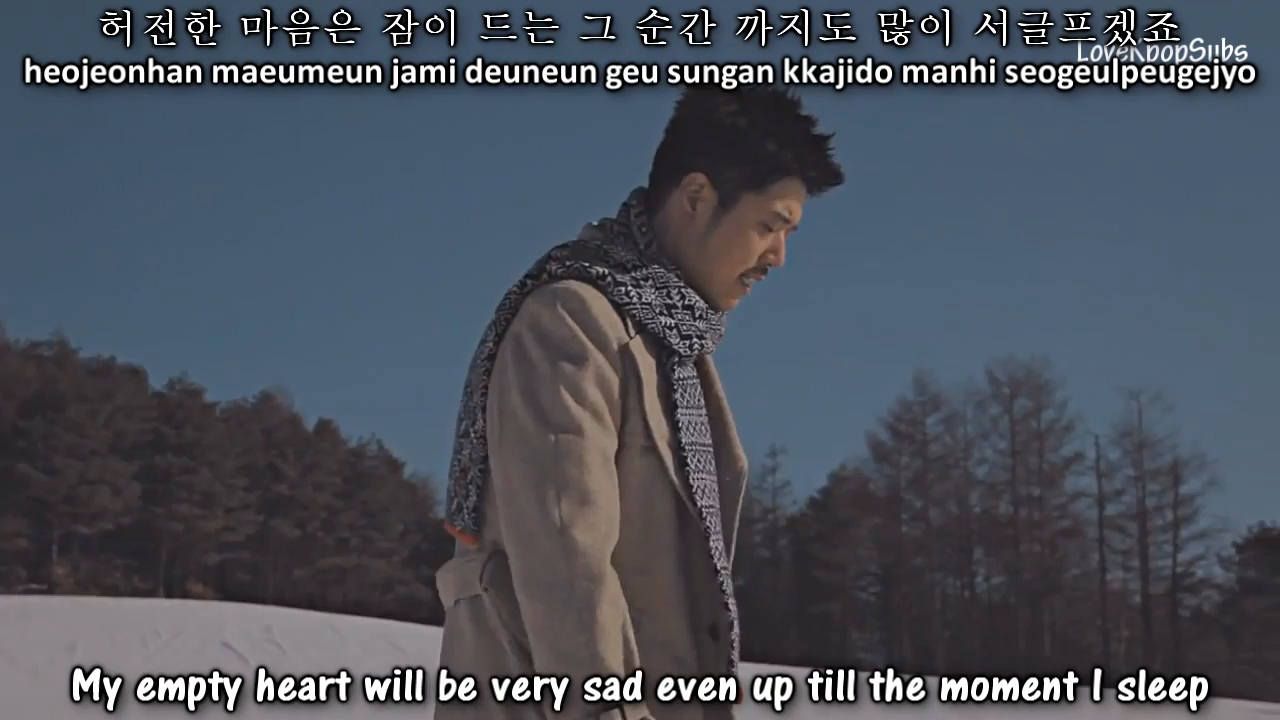 허전한 마음은 잠이 드는 그 순간 까지도 많이 서글프겠죠
LoveKpopSubs
heojeonhan maeumeun jami deuneun geu sungan kkajido manhi seogeulpeugejyo
My empty heart will be very sad even up till the moment I sleep